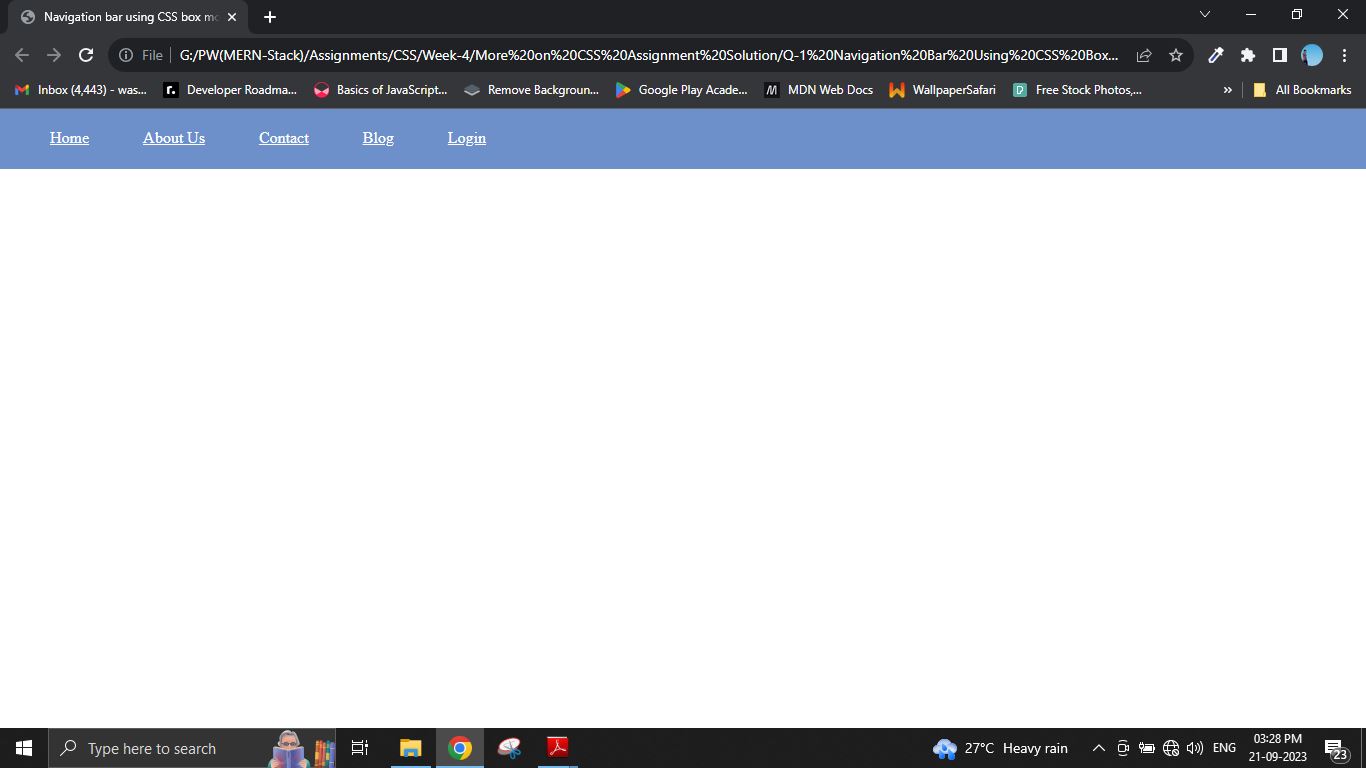 Navigation bar using CSS box mo
File G:/PW(MERN-Stack)/Assignments/CSS/Week-4/More%20on%20CSS%20Assignment%20Solution/Q-1%20Navigation%20Bar%20Using%20CSS%20Box...
Inbox (4,443) - was... Developer Roadma... Basics of JavaScript... Remove Backgroun... Google Play Acade... MDN Web Docs WallpaperSafari Free Stock Photos,... » All Bookmarks
Home About Us Contact Blog Login
Type here to search 27°C Heavy rain ENG 03:28 PM
21-09-2023 23